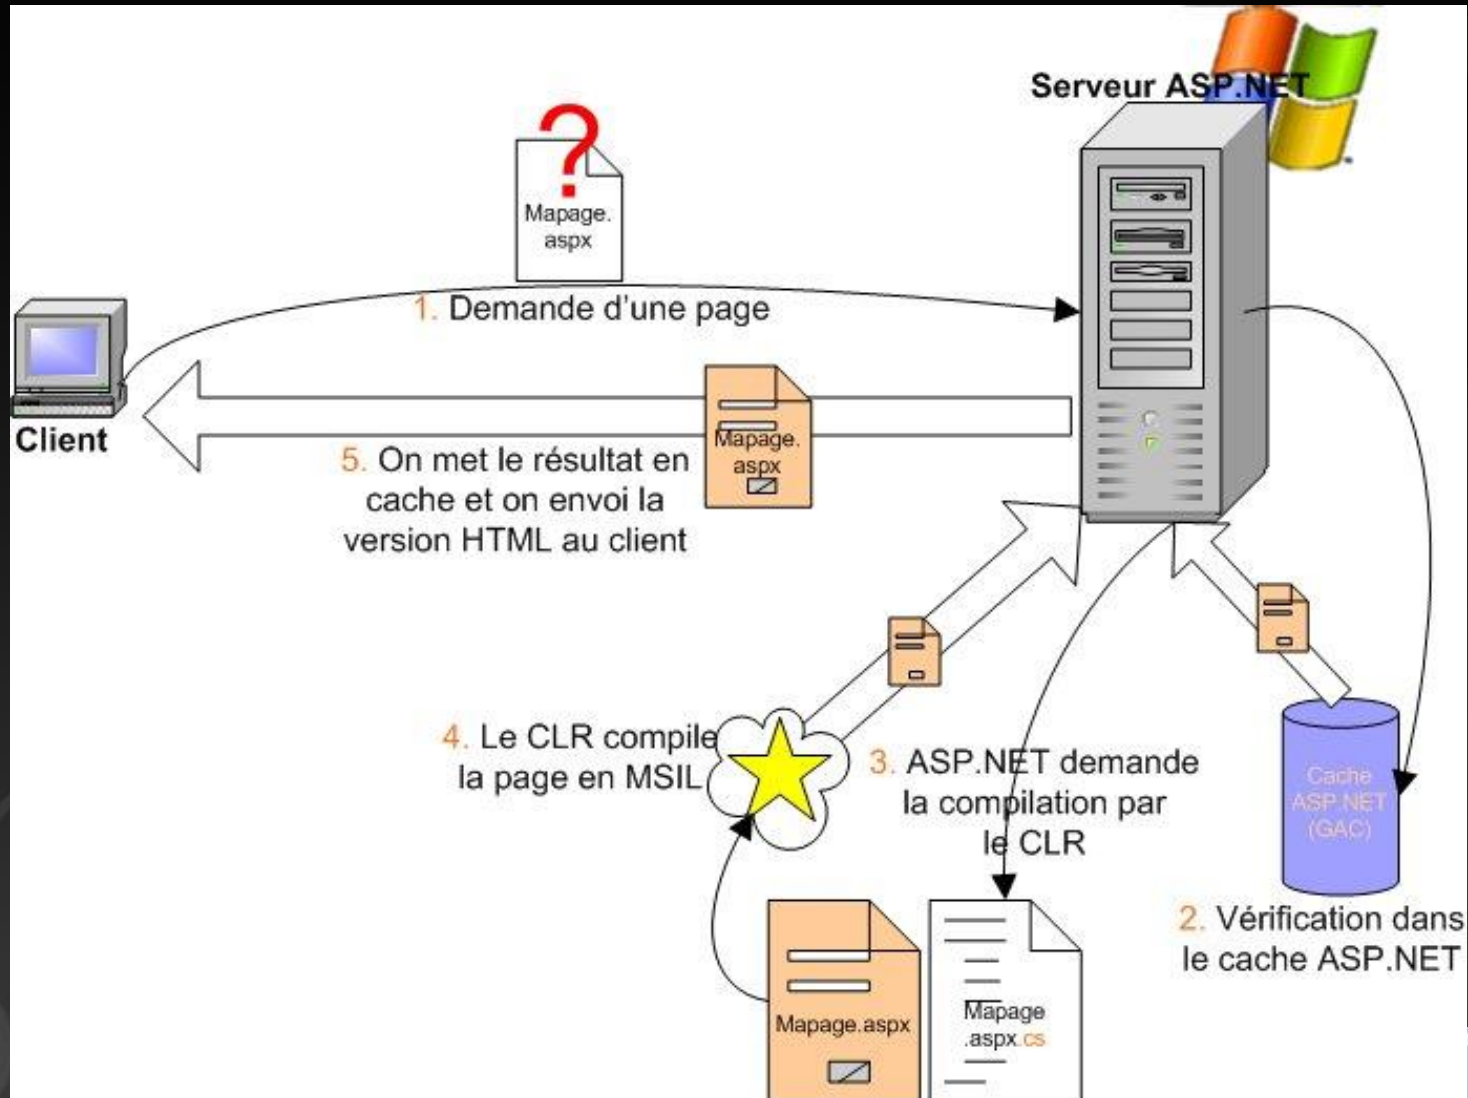 Serveur ASP.NET
Mapage.
aspx
1. Demande d'une page
Client
Mapage.
aspx
5. On met le résultat en
cache et on envoi la
version HTML au client
4. Le CLR compile
la page en MSIL
3. ASP.NET demande
la compilation par
le CLR
Cache
ASP.NET
(GAC)
2. Vérification dans
le cache ASP.NET
Mapage.aspx
Mapage
.aspx.cs